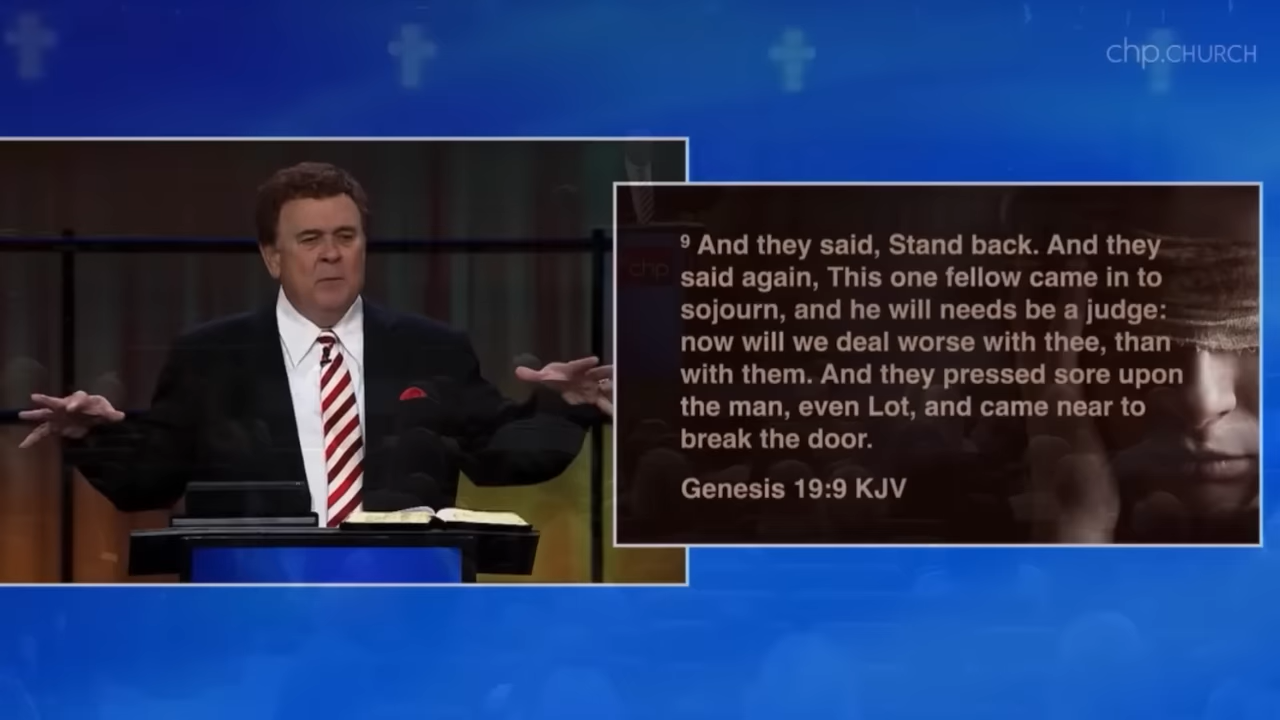 chp.CHURCH
⁹ And they said, Stand back. And they
said again, This one fellow came in to
sojourn, and he will needs be a judge:
now will we deal worse with thee, than
with them. And they pressed sore upon
the man, even Lot, and came near to
break the door.
Genesis 19:9 KJV
chp